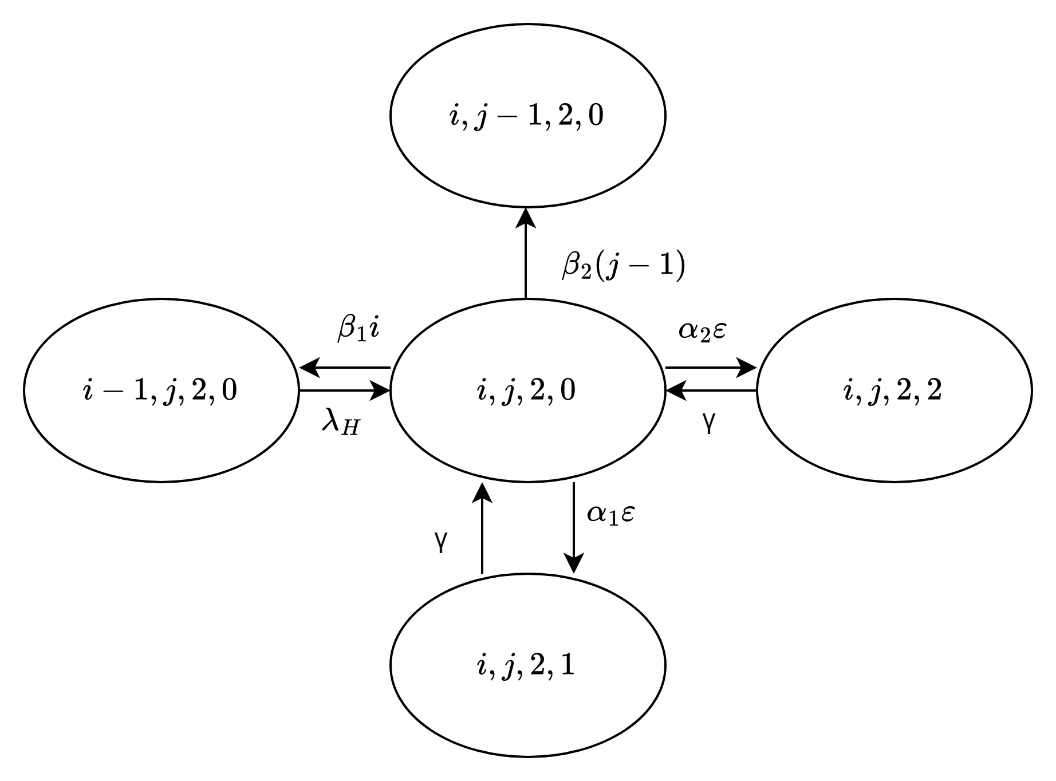 i, j − 1, 2, 0
β₂(j − 1)
β₁i
α₂ε
i − 1, j, 2, 0
i, j, 2, 0
i, j, 2, 2
λ_H
γ
α₁ε
γ
i, j, 2, 1